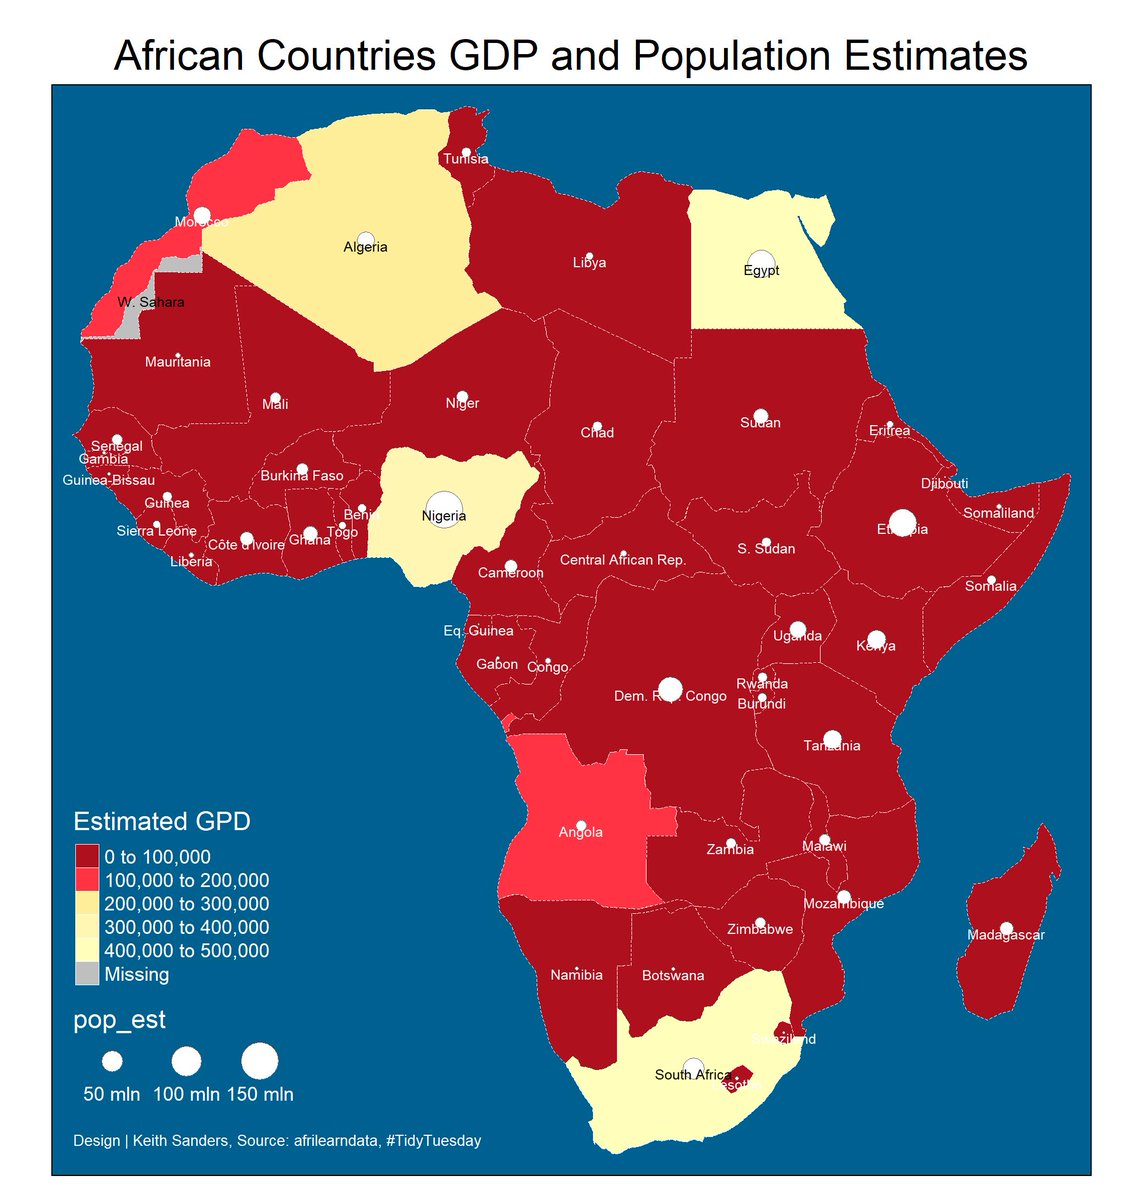 African Countries GDP and Population Estimates
Tunisia
Morocco
Algeria
Libya
Egypt
W. Sahara
Mauritania
Mali
Niger
Chad
Sudan
Eritrea
Senegal
Gambia
Guinea-Bissau
Burkina Faso
Djibouti
Guinea
Benin
Nigeria
Somaliland
Sierra Leone
Côte d'Ivoire
Ghana
Togo
Ethiopia
Liberia
Cameroon
Central African Rep.
S. Sudan
Somalia
Eq. Guinea
Uganda
Kenya
Gabon
Congo
Rwanda
Dem. Rep. Congo
Burundi
Tanzania
Angola
Zambia
Malawi
Mozambique
Zimbabwe
Madagascar
Namibia
Botswana
Swaziland
South Africa
Lesotho
Estimated GPD
0 to 100,000
100,000 to 200,000
200,000 to 300,000
300,000 to 400,000
400,000 to 500,000
Missing
pop_est
50 mln 100 mln 150 mln
Design | Keith Sanders, Source: afrilearndata, #TidyTuesday